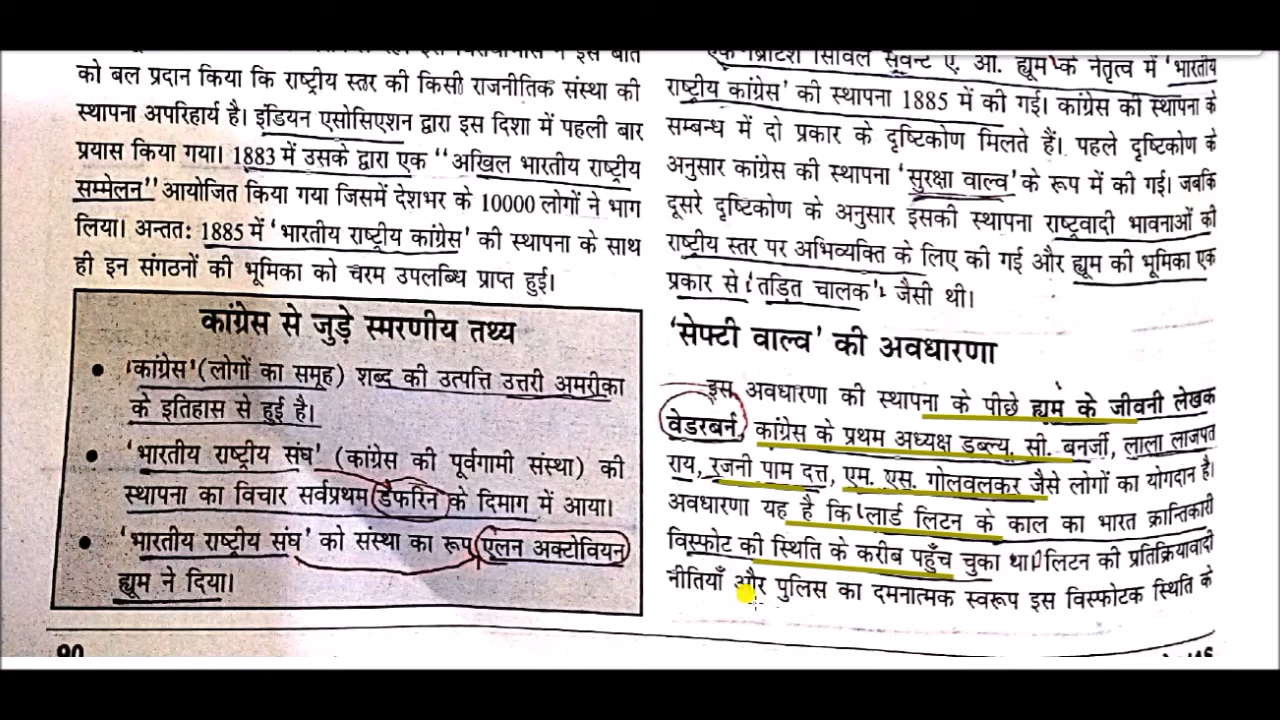 को बल प्रदान किया कि राष्ट्रीय स्तर की किसी राजनीतिक संस्था की
स्थापना अपरिहार्य है। इंडियन एसोसिएशन द्वारा इस दिशा में पहली बार
प्रयास किया गया। 1883 में उसके द्वारा एक "अखिल भारतीय राष्ट्रीय
सम्मेलन" आयोजित किया गया जिसमें देशभर के 10000 लोगों ने भाग
लिया। अन्तत: 1885 में 'भारतीय राष्ट्रीय कांग्रेस' की स्थापना के साथ
ही इन संगठनों की भूमिका को चरम उपलब्धि प्राप्त हुई।
कांग्रेस से जुड़े स्मरणीय तथ्य
• 'कांग्रेस' (लोगों का समूह) शब्द की उत्पत्ति उत्तरी अमरीका
के इतिहास से हुई है।
• 'भारतीय राष्ट्रीय संघ' (कांग्रेस की पूर्वगामी संस्था) की
स्थापना का विचार सर्वप्रथम डैफरिन के दिमाग में आया।
• 'भारतीय राष्ट्रीय संघ' को संस्था का रूप एलन अक्टोवियन
ह्यूम ने दिया।
90
एक ब्रिटिश सिविल सर्वेन्ट ए. ओ. ह्यूम के नेतृत्व में 'भारतीय
राष्ट्रीय कांग्रेस' की स्थापना 1885 में की गई। कांग्रेस की स्थापना के
सम्बन्ध में दो प्रकार के दृष्टिकोण मिलते हैं। पहले दृष्टिकोण के
अनुसार कांग्रेस की स्थापना 'सुरक्षा वाल्व' के रूप में की गई। जबकि
दूसरे दृष्टिकोण के अनुसार इसकी स्थापना राष्ट्रवादी भावनाओं की
राष्ट्रीय स्तर पर अभिव्यक्ति के लिए की गई और ह्यूम की भूमिका एक
प्रकार से 'तड़ित चालक' जैसी थी।
'सेफ्टी वाल्व' की अवधारणा
इस अवधारणा की स्थापना के पीछे ह्यूम के जीवनी लेखक
वेडरबर्न, कांग्रेस के प्रथम अध्यक्ष डब्ल्यू. सी. बनर्जी, लाला लाजपत
राय, रजनी पाम दत्त, एम. एस. गोलवलकर जैसे लोगों का योगदान है।
अवधारणा यह है कि 'लार्ड लिटन के काल का भारत क्रान्तिकारी
विस्फोट की स्थिति के करीब पहुँच चुका था। लिटन की प्रतिक्रियावादी
नीतियाँ और पुलिस का दमनात्मक स्वरूप इस विस्फोटक स्थिति के